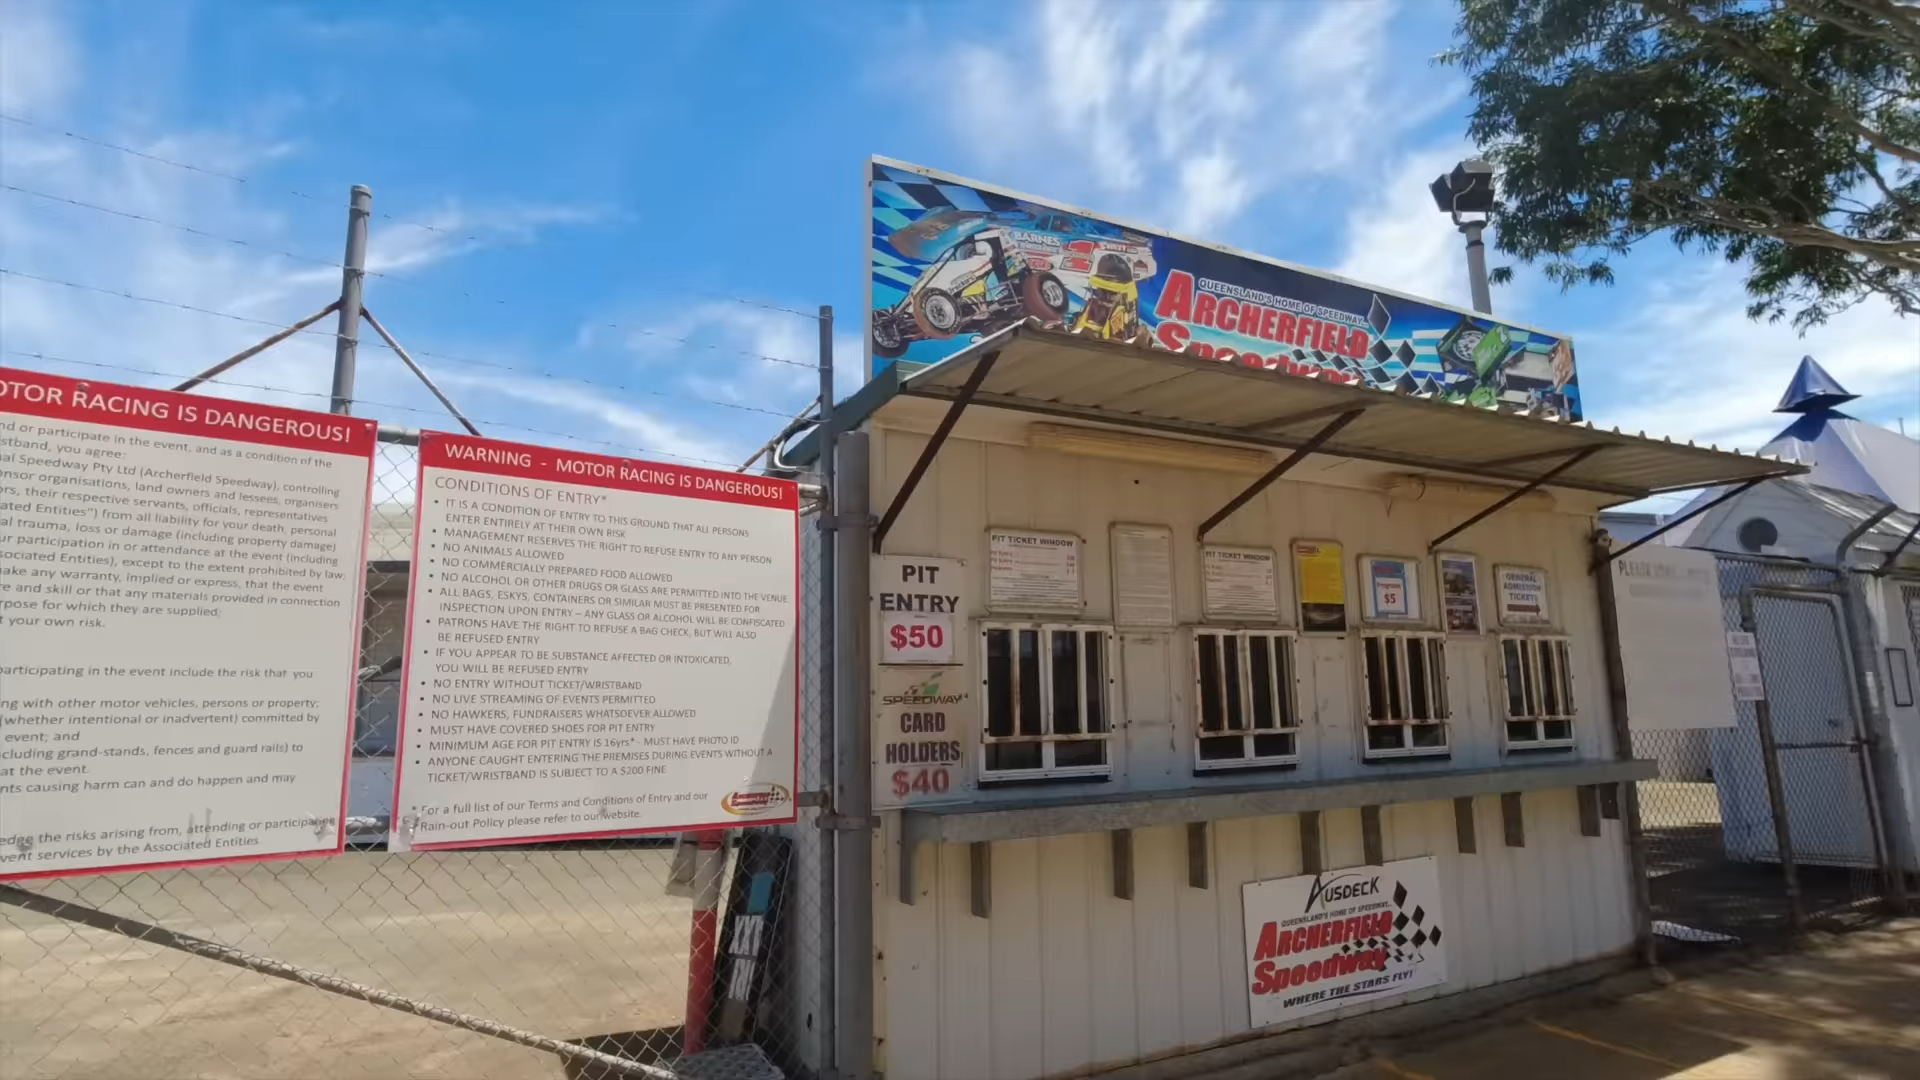 OTOR RACING IS DANGEROUS!
nd or participate in the event, and as a condition of the
stband, you agree:
al Speedway Pty Ltd (Archerfield Speedway), controlling
onsor organisations, land owners and lessees, organisers
ors, their respective servants, officials, representatives
ated Entities") from all liability for your death, personal
al trauma, loss or damage (including property damage)
ur participation in or attendance at the event (including
sociated Entities), except to the extent prohibited by law;
ake any warranty, implied or express, that the event
re and skill or that any materials provided in connection
rpose for which they are supplied;
t your own risk.
participating in the event include the risk that you
ng with other motor vehicles, persons or property;
(whether intentional or inadvertent) committed by
event; and
cluding grand-stands, fences and guard rails) to
at the event.
nts causing harm can and do happen and may
edge the risks arising from, attending or participating
vent services by the Associated Entities
WARNING - MOTOR RACING IS DANGEROUS!
CONDITIONS OF ENTRY*
• IT IS A CONDITION OF ENTRY TO THIS GROUND THAT ALL PERSONS
ENTER ENTIRELY AT THEIR OWN RISK
• MANAGEMENT RESERVES THE RIGHT TO REFUSE ENTRY TO ANY PERSON
• NO ANIMALS ALLOWED
• NO COMMERCIALLY PREPARED FOOD ALLOWED
• NO ALCOHOL OR OTHER DRUGS OR GLASS ARE PERMITTED INTO THE VENUE
• ALL BAGS, ESKYS, CONTAINERS OR SIMILAR MUST BE PRESENTED FOR
INSPECTION UPON ENTRY – ANY GLASS OR ALCOHOL WILL BE CONFISCATED
• PATRONS HAVE THE RIGHT TO REFUSE A BAG CHECK, BUT WILL ALSO
BE REFUSED ENTRY
• IF YOU APPEAR TO BE SUBSTANCE AFFECTED OR INTOXICATED,
YOU WILL BE REFUSED ENTRY
• NO ENTRY WITHOUT TICKET/WRISTBAND
• NO LIVE STREAMING OF EVENTS PERMITTED
• NO HAWKERS, FUNDRAISERS WHATSOEVER ALLOWED
• MUST HAVE COVERED SHOES FOR PIT ENTRY
• MINIMUM AGE FOR PIT ENTRY IS 16yrs* - MUST HAVE PHOTO ID
• ANYONE CAUGHT ENTERING THE PREMISES DURING EVENTS WITHOUT A
TICKET/WRISTBAND IS SUBJECT TO A $200 FINE
* For a full list of our Terms and Conditions of Entry and our
Rain-out Policy please refer to our website.
BARNES
1
QUEENSLAND'S HOME OF SPEEDWAY...
ARCHERFIELD
Speedway
PIT
ENTRY
$50
SPEEDWAY
CARD
HOLDERS
$40
PIT TICKET WINDOW
PIT TICKET WINDOW
Programs
$5
GENERAL
ADMISSION
TICKETS
AUSDECK
QUEENSLAND'S HOME OF SPEEDWAY...
ARCHERFIELD
Speedway
WHERE THE STARS FLY!